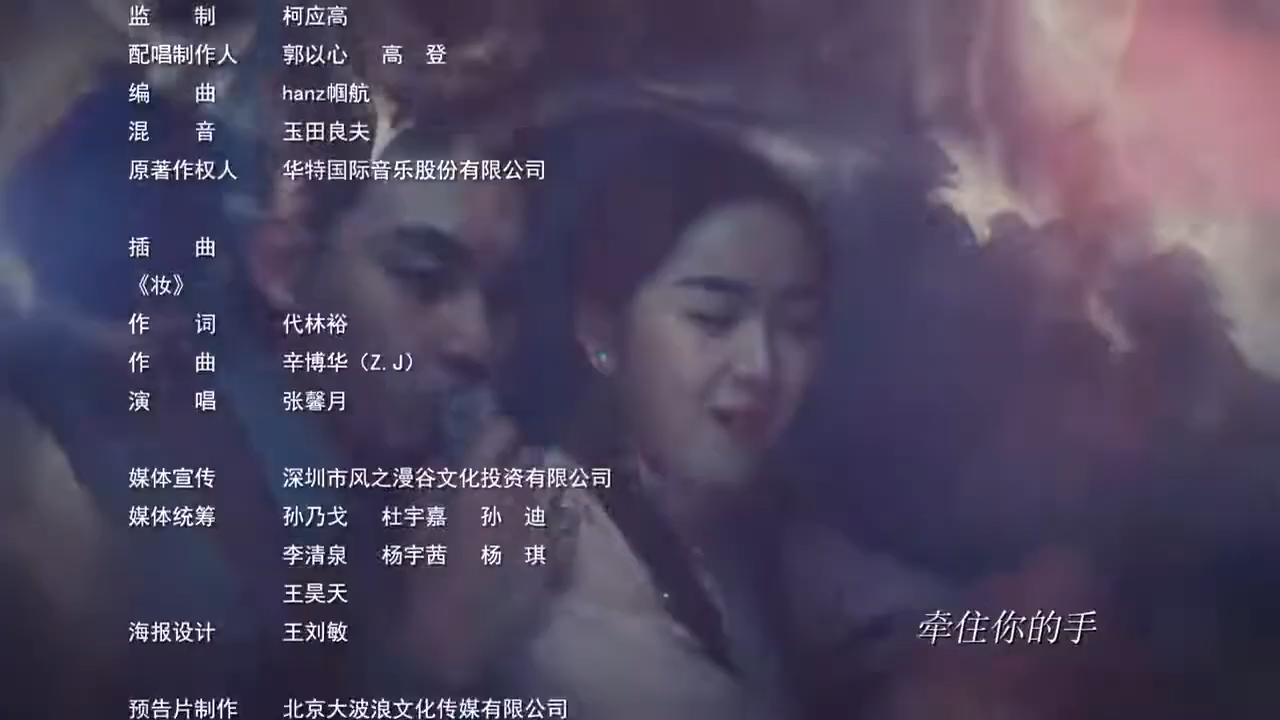 监 制 柯应高
配唱制作人 郭以心 高 登
编 曲 hanz帼航
混 音 玉田良夫
原著作权人 华特国际音乐股份有限公司
插 曲
《妆》
作 词 代林裕
作 曲 辛博华（Z.J）
演 唱 张馨月
媒体宣传 深圳市风之漫谷文化投资有限公司
媒体统筹 孙乃戈 杜宇嘉 孙 迪
李清泉 杨宇茜 杨 琪
王昊天
海报设计 王刘敏
牵住你的手
预告片制作 北京大波浪文化传媒有限公司